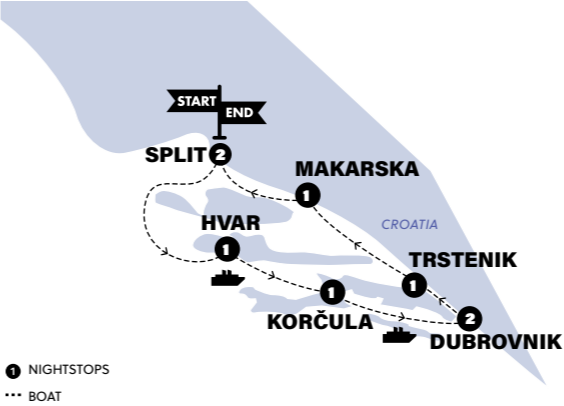 START
END
SPLIT 2
MAKARSKA
1
CROATIA
HVAR
1
TRSTENIK
1
1
KORČULA
2
DUBROVNIK
1 NIGHTSTOPS
BOAT